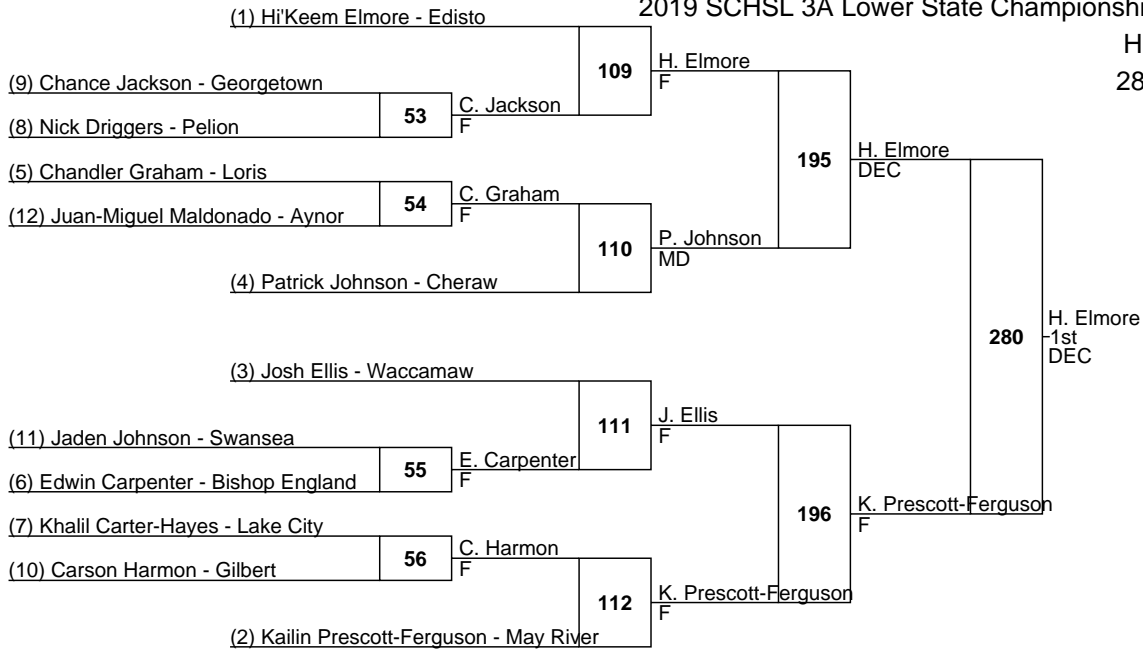 2019 SCHSL 3A Lower State Championshi
H
28
(1) Hi'Keem Elmore - Edisto
109
H. Elmore
F
(9) Chance Jackson - Georgetown
53
C. Jackson
F
(8) Nick Driggers - Pelion
195
H. Elmore
DEC
(5) Chandler Graham - Loris
54
C. Graham
F
(12) Juan-Miguel Maldonado - Aynor
110
P. Johnson
MD
(4) Patrick Johnson - Cheraw
280
H. Elmore
1st
DEC
(3) Josh Ellis - Waccamaw
111
J. Ellis
F
(11) Jaden Johnson - Swansea
55
E. Carpenter
F
(6) Edwin Carpenter - Bishop England
196
K. Prescott-Ferguson
F
(7) Khalil Carter-Hayes - Lake City
56
C. Harmon
F
(10) Carson Harmon - Gilbert
112
K. Prescott-Ferguson
F
(2) Kailin Prescott-Ferguson - May River